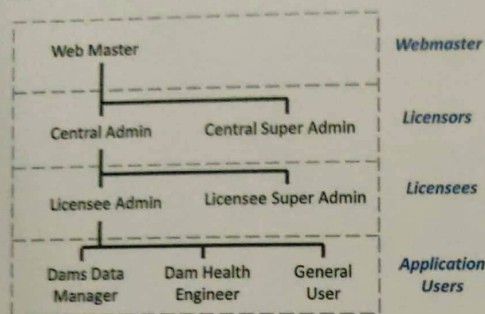 Web Master
Webmaster
Central Admin
Central Super Admin
Licensors
Licensee Admin
Licensee Super Admin
Licensees
Dams Data
Manager
Dam Health
Engineer
General
User
Application
Users